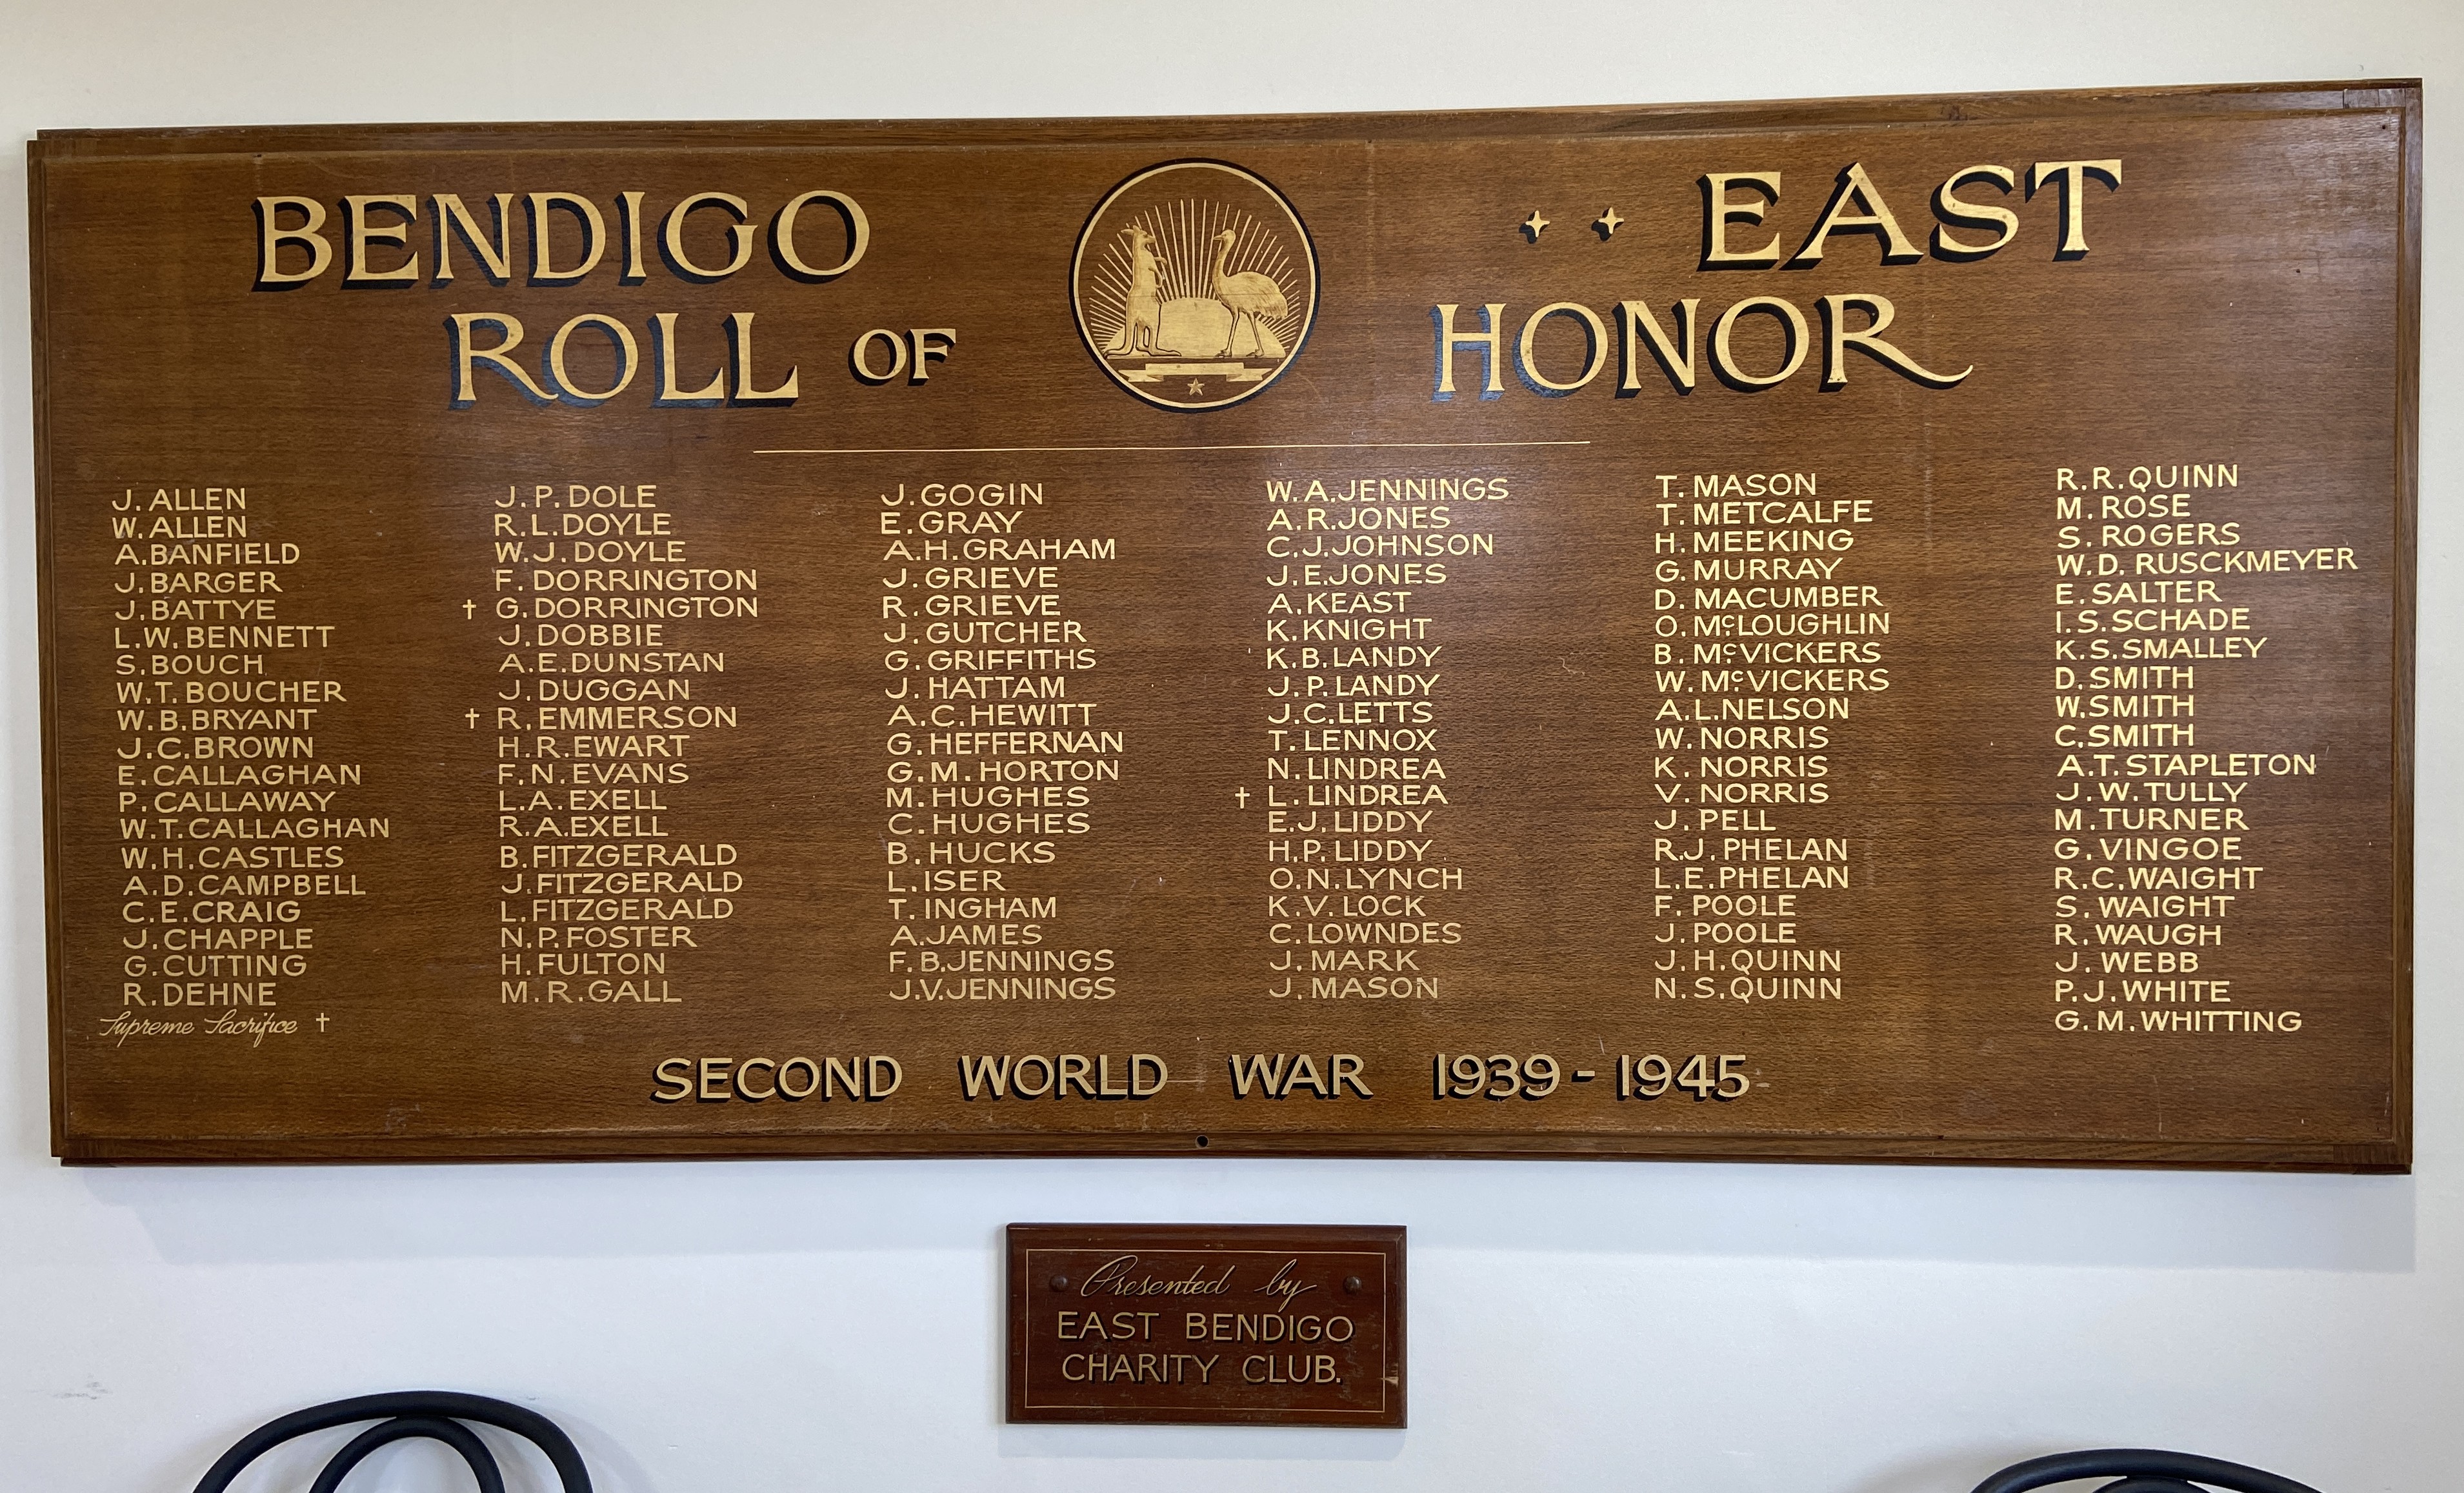 BENDIGO ++ EAST
ROLL OF HONOR
J. ALLEN
W. ALLEN
A. BANFIELD
J. BARGER
J. BATTYE
L. W. BENNETT
S. BOUCH
W. T. BOUCHER
W. B. BRYANT
J. C. BROWN
E. CALLAGHAN
P. CALLAWAY
W. T. CALLAGHAN
W. H. CASTLES
A. D. CAMPBELL
C. E. CRAIG
J. CHAPPLE
G. CUTTING
R. DEHNE
Supreme Sacrifice †
J. P. DOLE
R. L. DOYLE
W. J. DOYLE
F. DORRINGTON
† G. DORRINGTON
J. DOBBIE
A. E. DUNSTAN
J. DUGGAN
† R. EMMERSON
H. R. EWART
F. N. EVANS
L. A. EXELL
R. A. EXELL
B. FITZGERALD
J. FITZGERALD
L. FITZGERALD
N. P. FOSTER
H. FULTON
M. R. GALL
J. GOGIN
E. GRAY
A. H. GRAHAM
J. GRIEVE
R. GRIEVE
J. GUTCHER
G. GRIFFITHS
J. HATTAM
A. C. HEWITT
G. HEFFERNAN
G. M. HORTON
M. HUGHES
C. HUGHES
B. HUCKS
L. ISER
T. INGHAM
A. JAMES
F. B. JENNINGS
J. V. JENNINGS
W. A. JENNINGS
A. R. JONES
C. J. JOHNSON
J. E. JONES
A. KEAST
K. KNIGHT
K. B. LANDY
J. P. LANDY
J. C. LETTS
T. LENNOX
N. LINDREA
† L. LINDREA
E. J. LIDDY
H. P. LIDDY
O. N. LYNCH
K. V. LOCK
C. LOWNDES
J. MARK
J. MASON
T. MASON
T. METCALFE
H. MEEKING
G. MURRAY
D. MACUMBER
O. McLOUGHLIN
B. McVICKERS
W. McVICKERS
A. L. NELSON
W. NORRIS
K. NORRIS
V. NORRIS
J. PELL
R. J. PHELAN
L. E. PHELAN
F. POOLE
J. POOLE
J. H. QUINN
N. S. QUINN
R. R. QUINN
M. ROSE
S. ROGERS
W. D. RUSCKMEYER
E. SALTER
I. S. SCHADE
K. S. SMALLEY
D. SMITH
W. SMITH
C. SMITH
A. T. STAPLETON
J. W. TULLY
M. TURNER
G. VINGOE
R. C. WAIGHT
S. WAIGHT
R. WAUGH
J. WEBB
P. J. WHITE
G. M. WHITTING
SECOND WORLD WAR 1939 - 1945
Presented by
EAST BENDIGO
CHARITY CLUB.